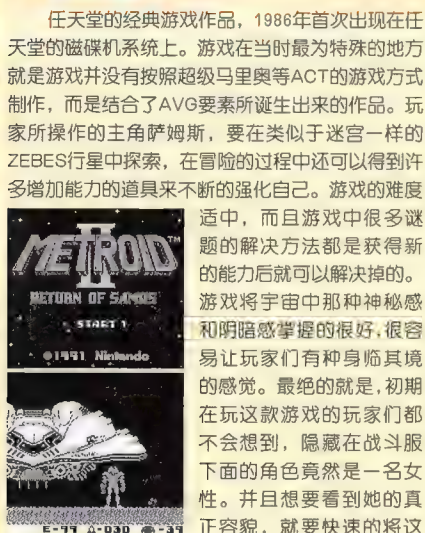 任天堂的经典游戏作品，1986年首次出现在任
天堂的磁碟机系统上。游戏在当时最为特殊的地方
就是游戏并没有按照超级马里奥等ACT的游戏方式
制作，而是结合了AVG要素所诞生出来的作品。玩
家所操作的主角萨姆斯，要在类似于迷宫一样的
ZEBES行星中探索，在冒险的过程中还可以得到许
多增加能力的道具来不断的强化自己。游戏的难度
适中，而且游戏中很多谜
题的解决方法都是获得新
的能力后就可以解决掉的。
游戏将宇宙中那种神秘感
和阴暗感掌握的很好，很容
易让玩家们有种身临其境
的感觉。最绝的就是，初期
在玩这款游戏的玩家们都
不会想到，隐藏在战斗服
下面的角色竟然是一名女
性。并且想要看到她的真
正容貌，就要快速的将这
METROID™
II
RETURN OF SAMUS
START
©1991 Nintendo
E-99